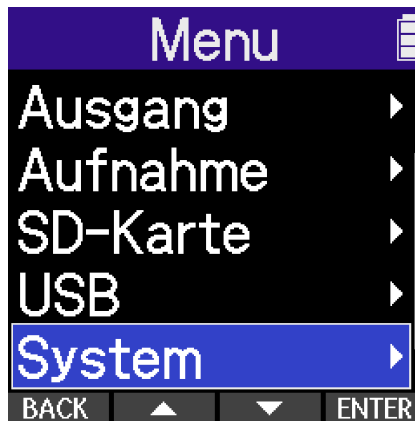 Menu
Ausgang
Aufnahme
SD-Karte
USB
System
BACK ENTER